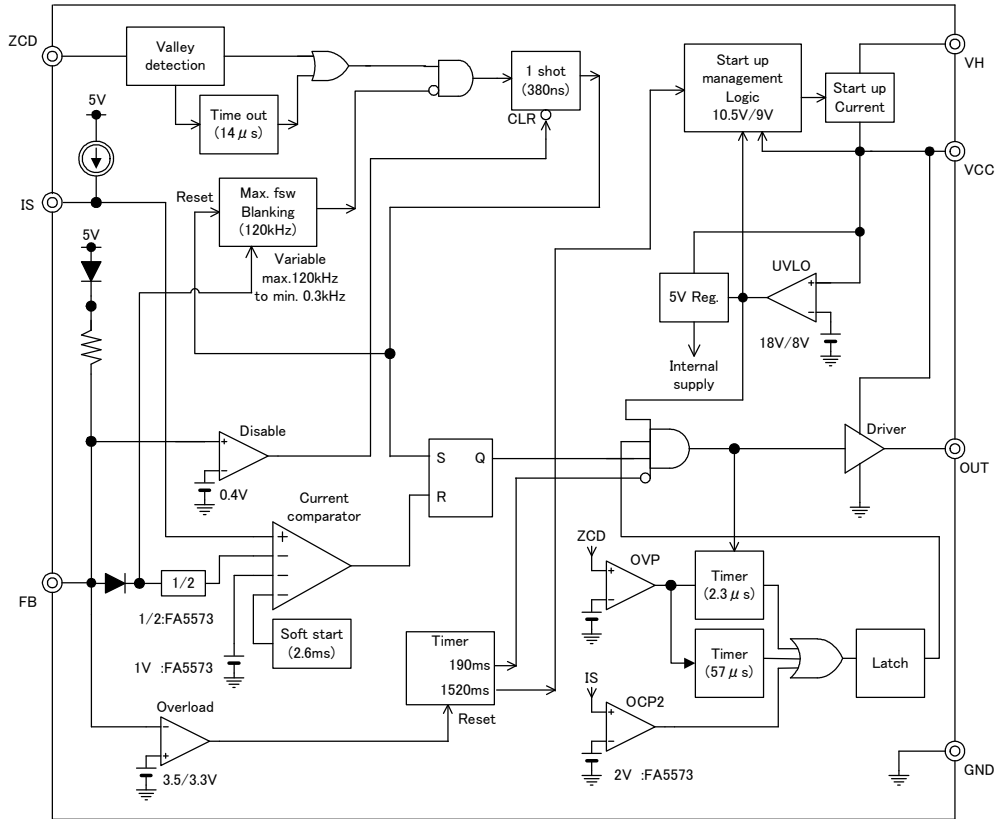 ZCD
Valley
detection
1 shot
(380ns)
CLR
Start up
management
Logic
10.5V/9V
Start up
Current
VH
5V
Time out
(14μs)
VCC
IS
Reset
Max. fsw
Blanking
(120kHz)
Variable
max.120kHz
to min. 0.3kHz
5V
UVLO
+
−
5V Reg.
18V/8V
Internal
supply
Disable
+
−
0.4V
S
Q
R
Driver
OUT
Current
comparator
+
−
−
−
FB
1/2
1/2:FA5573
1V :FA5573
Soft start
(2.6ms)
ZCD
OVP
+
−
Timer
(2.3μs)
Timer
(57μs)
Latch
Timer
190ms
1520ms
Reset
IS
OCP2
+
−
2V :FA5573
Overload
−
+
3.5/3.3V
GND